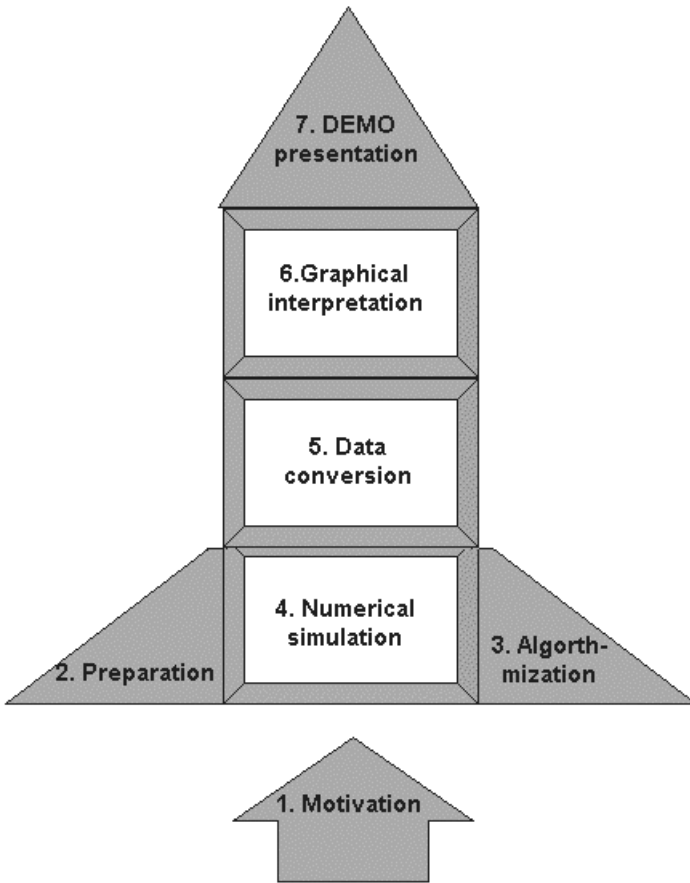 7. DEMO
presentation
6.Graphical
interpretation
5. Data
conversion
4. Numerical
simulation
2. Preparation
3. Algorth-
mization
1. Motivation